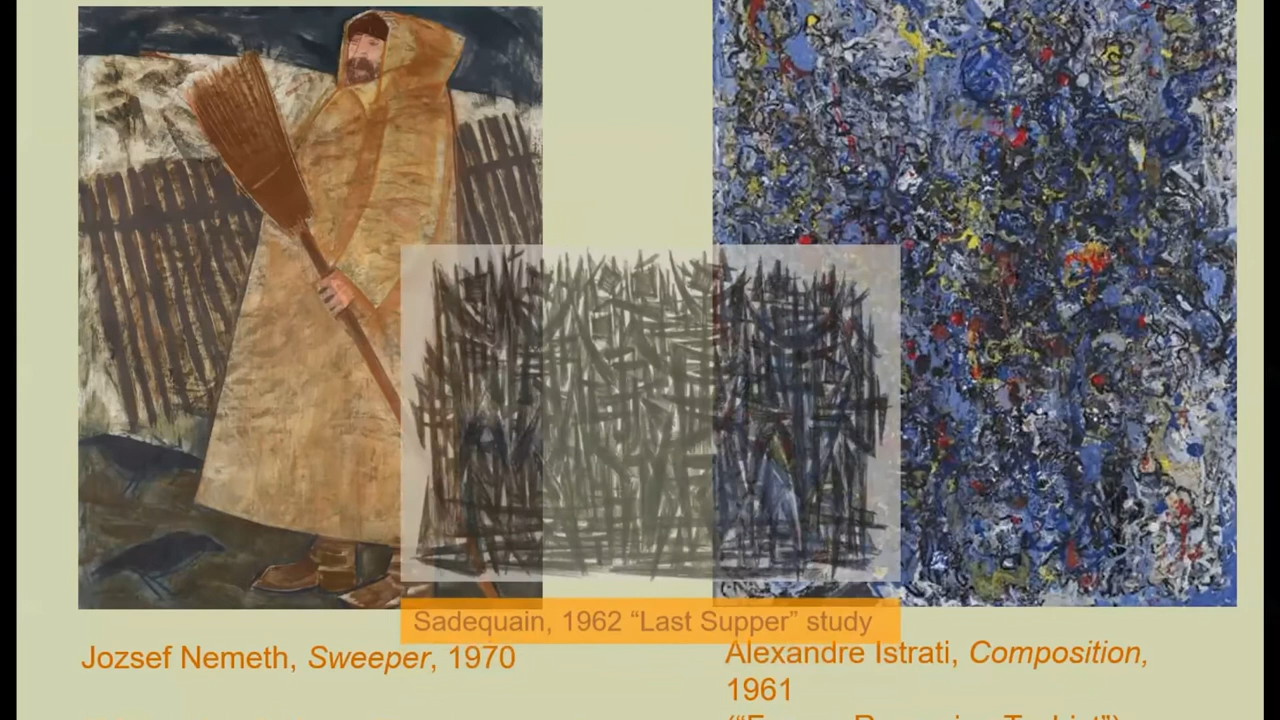 Sadequain, 1962 “Last Supper” study
Jozsef Nemeth, Sweeper, 1970
Alexandre Istrati, Composition,
1961